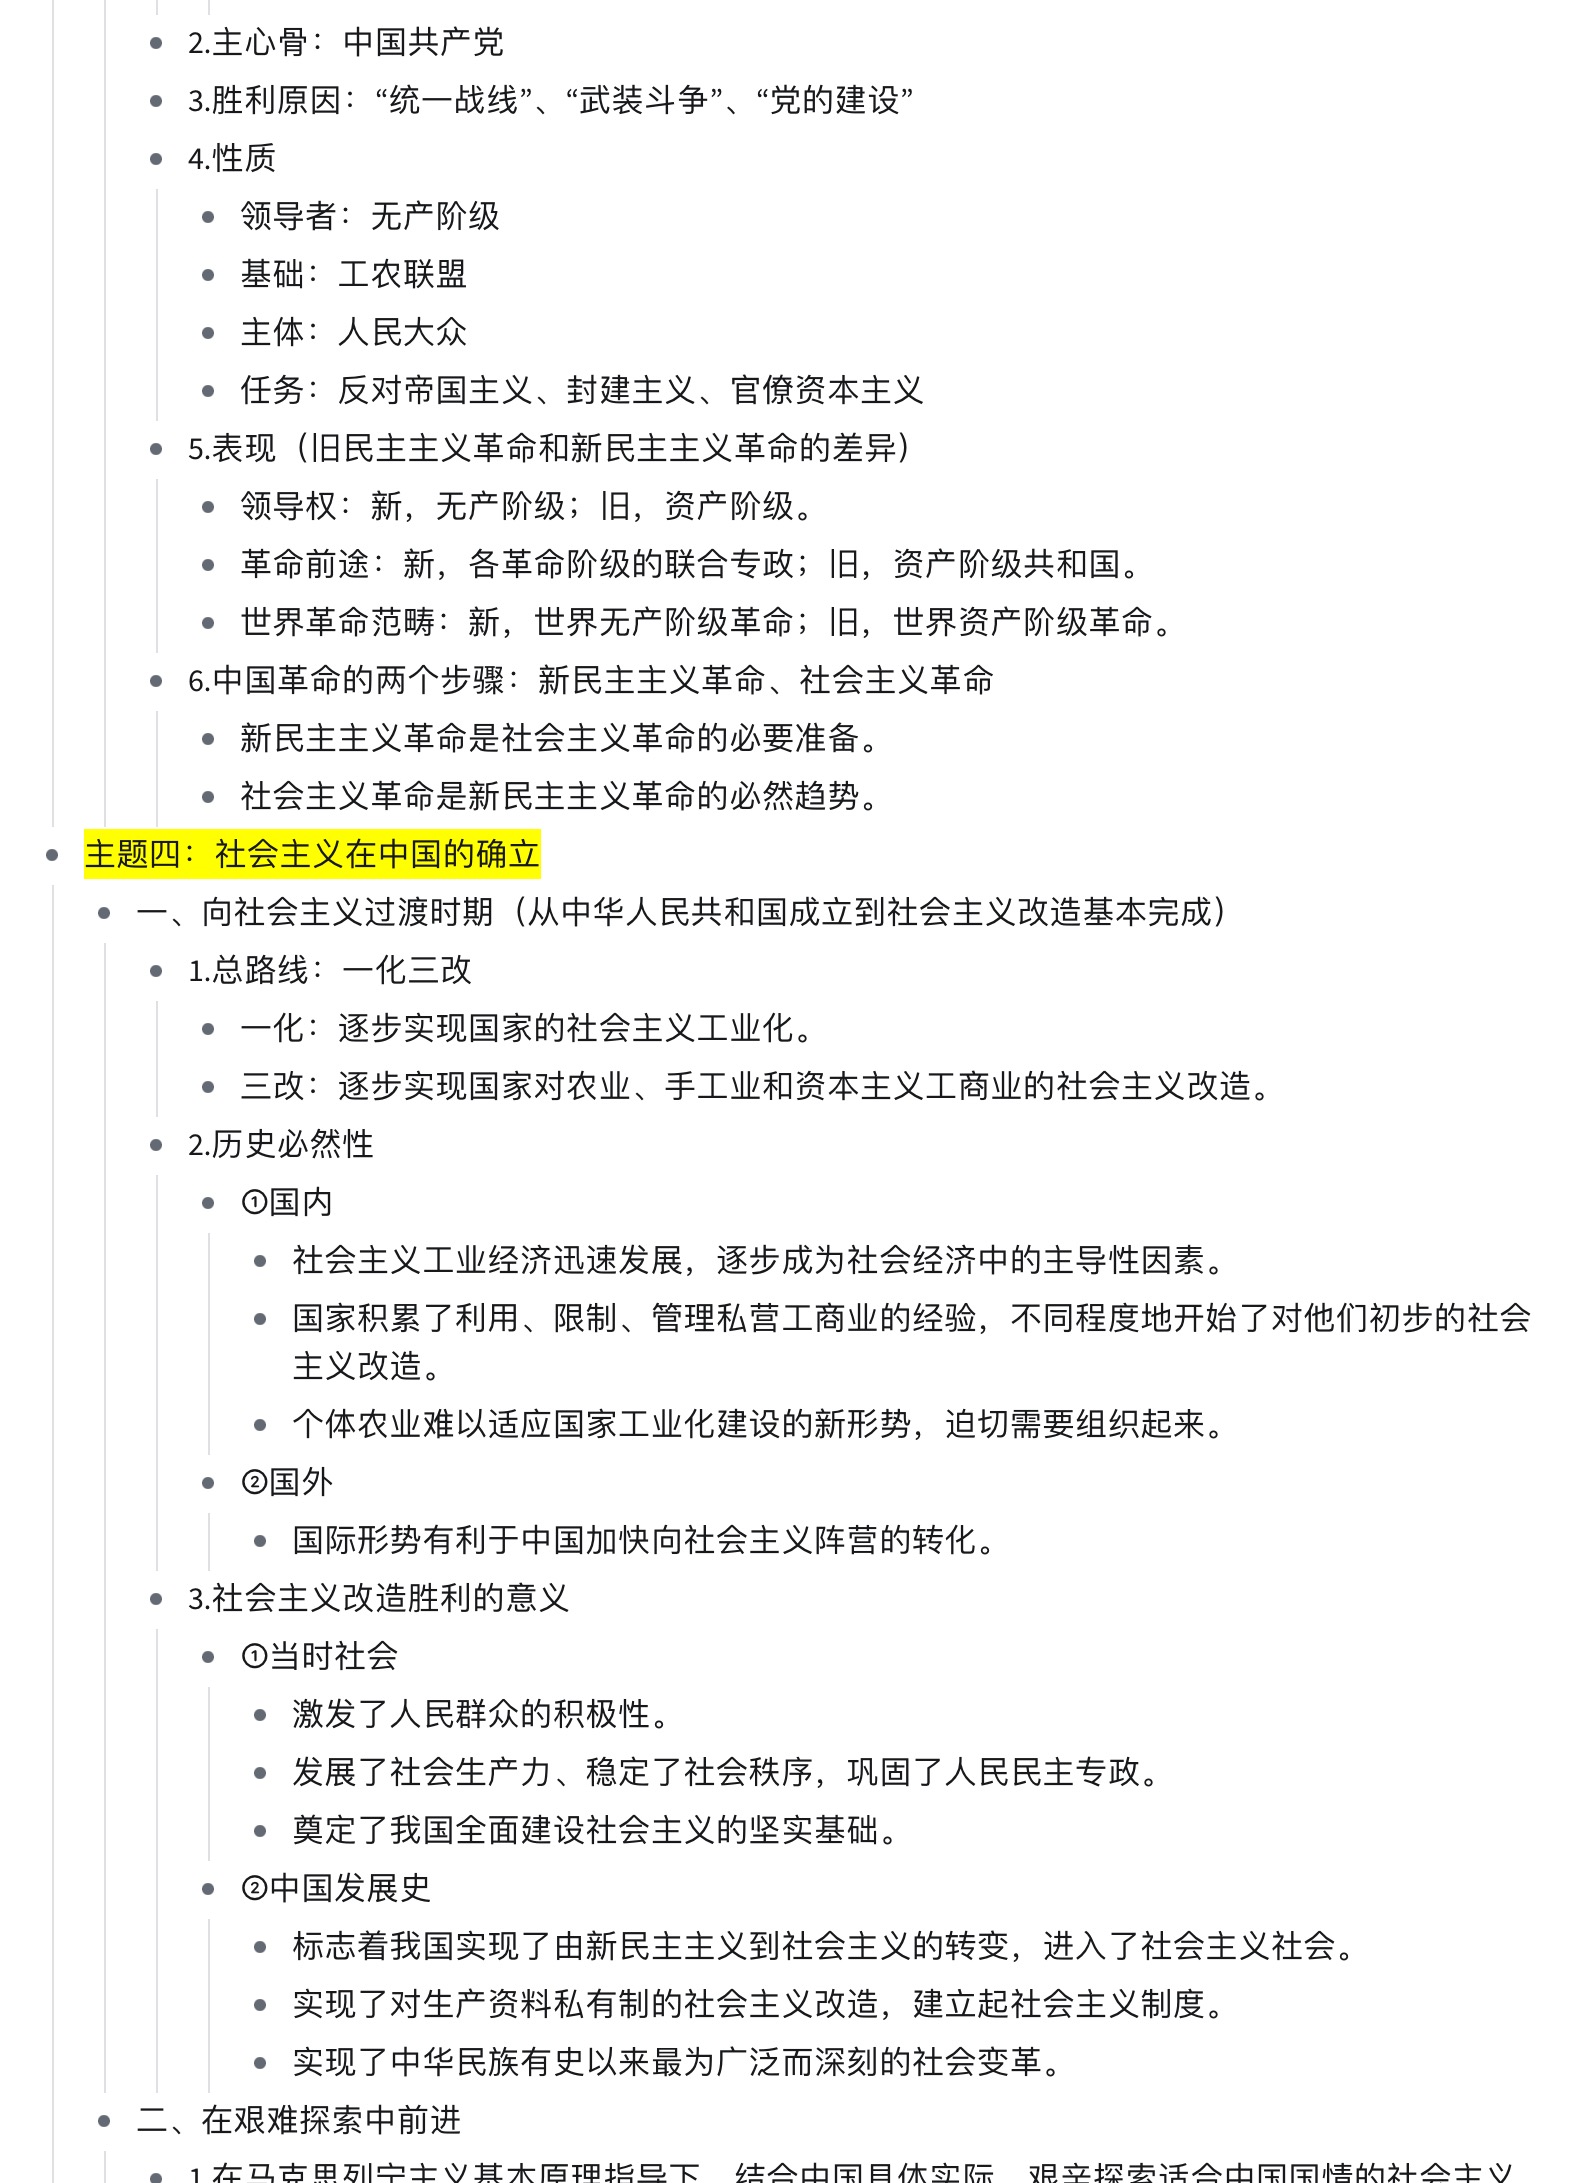 2.主心骨：中国共产党
3.胜利原因：“统一战线”、“武装斗争”、“党的建设”
4.性质
领导者：无产阶级
基础：工农联盟
主体：人民大众
任务：反对帝国主义、封建主义、官僚资本主义
5.表现（旧民主主义革命和新民主主义革命的差异）
领导权：新，无产阶级；旧，资产阶级。
革命前途：新，各革命阶级的联合专政；旧，资产阶级共和国。
世界革命范畴：新，世界无产阶级革命；旧，世界资产阶级革命。
6.中国革命的两个步骤：新民主主义革命、社会主义革命
新民主主义革命是社会主义革命的必要准备。
社会主义革命是新民主主义革命的必然趋势。
主题四：社会主义在中国的确立
一、向社会主义过渡时期（从中华人民共和国成立到社会主义改造基本完成）
1.总路线：一化三改
一化：逐步实现国家的社会主义工业化。
三改：逐步实现国家对农业、手工业和资本主义工商业的社会主义改造。
2.历史必然性
①国内
社会主义工业经济迅速发展，逐步成为社会经济中的主导性因素。
国家积累了利用、限制、管理私营工商业的经验，不同程度地开始了对他们初步的社会
主义改造。
个体农业难以适应国家工业化建设的新形势，迫切需要组织起来。
②国外
国际形势有利于中国加快向社会主义阵营的转化。
3.社会主义改造胜利的意义
①当时社会
激发了人民群众的积极性。
发展了社会生产力、稳定了社会秩序，巩固了人民民主专政。
奠定了我国全面建设社会主义的坚实基础。
②中国发展史
标志着我国实现了由新民主主义到社会主义的转变，进入了社会主义社会。
实现了对生产资料私有制的社会主义改造，建立起社会主义制度。
实现了中华民族有史以来最为广泛而深刻的社会变革。
二、在艰难探索中前进
1.在马克思列宁主义基本原理指导下，结合中国具体实际，艰辛探索适合中国国情的社会主义